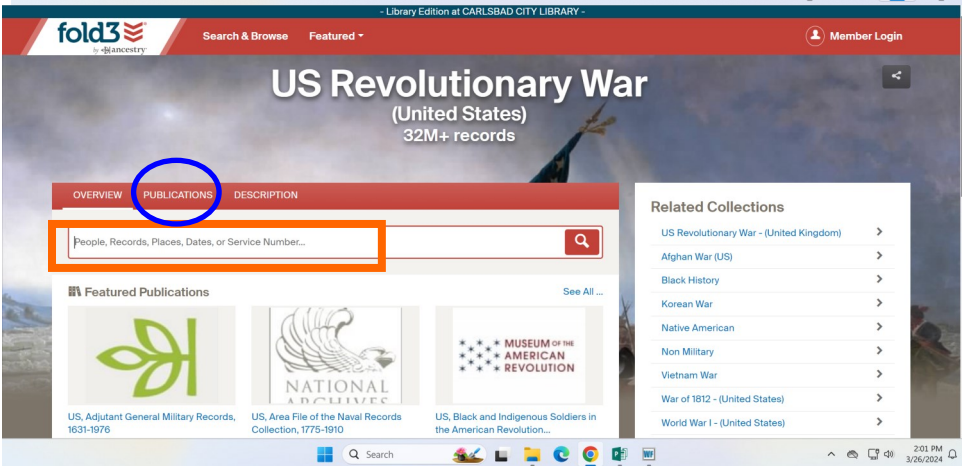 - Library Edition at CARLSBAD CITY LIBRARY -
fold3
by ancestry
Search & Browse Featured
Member Login
US Revolutionary War
(United States)
32M+ records
OVERVIEW PUBLICATIONS DESCRIPTION
People, Records, Places, Dates, or Service Number...
Featured Publications See All ...
NATIONAL
ARCHIVES
MUSEUM OF THE
AMERICAN
REVOLUTION
US, Adjutant General Military Records,
1631-1976
US, Area File of the Naval Records
Collection, 1775-1910
US, Black and Indigenous Soldiers in
the American Revolution...
Related Collections
US Revolutionary War - (United Kingdom)
Afghan War (US)
Black History
Korean War
Native American
Non Military
Vietnam War
War of 1812 - (United States)
World War I - (United States)
Search
2:01 PM
3/26/2024